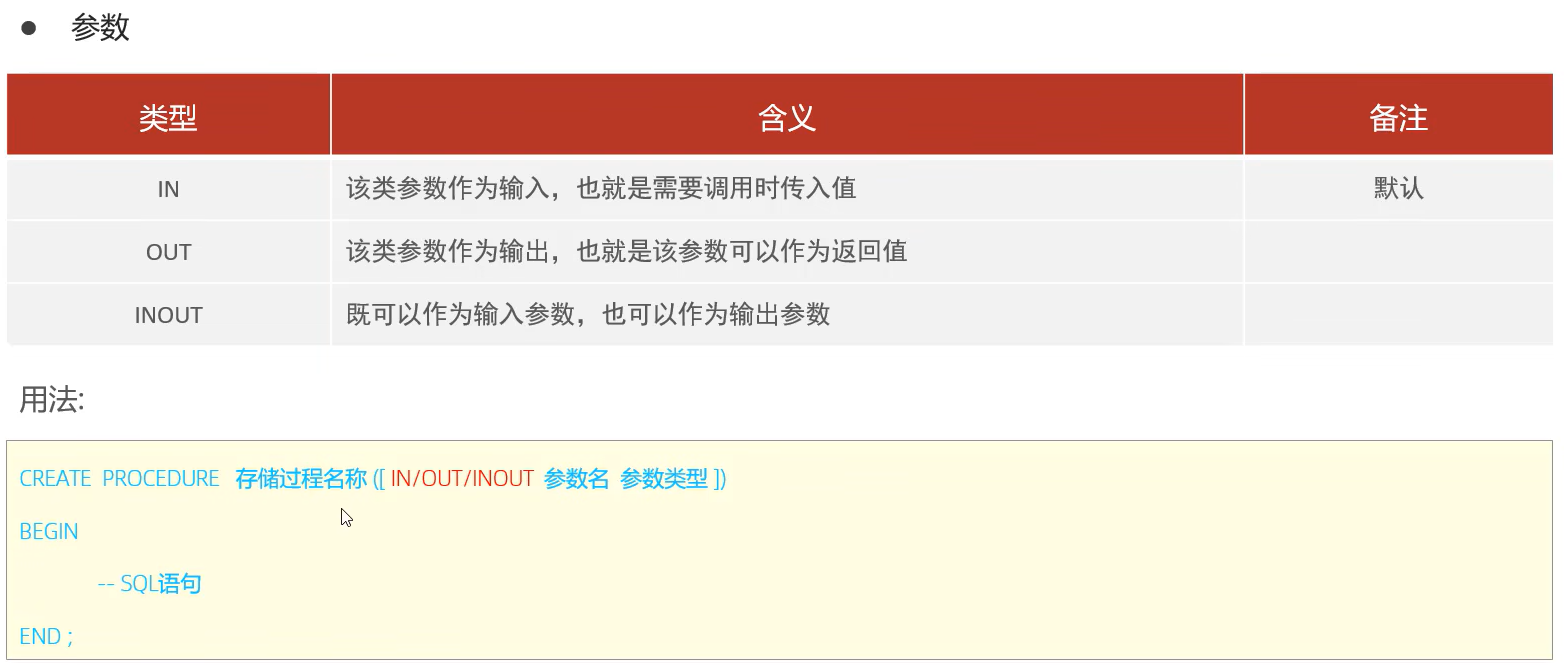 ● 参数
类型 含义 备注
IN 该类参数作为输入，也就是需要调用时传入值 默认
OUT 该类参数作为输出，也就是该参数可以作为返回值
INOUT 既可以作为输入参数，也可以作为输出参数
用法:
CREATE PROCEDURE 存储过程名称 ([ IN/OUT/INOUT 参数名 参数类型 ])
BEGIN
-- SQL语句
END ;